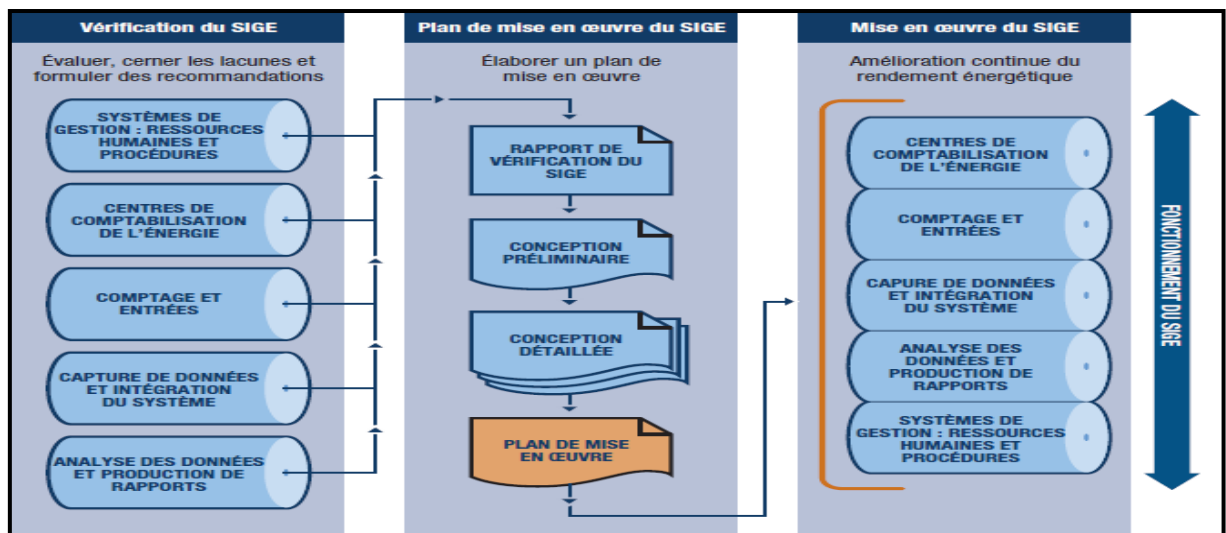 Vérification du SIGE
Évaluer, cerner les lacunes et
formuler des recommandations
SYSTÈMES DE
GESTION : RESSOURCES
HUMAINES ET
PROCÉDURES
CENTRES DE
COMPTABILISATION
DE L'ÉNERGIE
COMPTAGE ET
ENTRÉES
CAPTURE DE DONNÉES
ET INTÉGRATION
DU SYSTÈME
ANALYSE DES DONNÉES
ET PRODUCTION DE
RAPPORTS
Plan de mise en œuvre du SIGE
Élaborer un plan de
mise en œuvre
RAPPORT DE
VÉRIFICATION DU
SIGE
CONCEPTION
PRÉLIMINAIRE
CONCEPTION
DÉTAILLÉE
PLAN DE MISE
EN ŒUVRE
Mise en œuvre du SIGE
Amélioration continue du
rendement énergétique
CENTRES DE
COMPTABILISATION
DE L'ÉNERGIE
COMPTAGE ET
ENTRÉES
CAPURE DE DONNÉES
ET INTÉGRATION
DU SYSTÈME
ANALYSE DES
DONNÉES ET
PRODUCTION DE
RAPPORTS
SYSTÈMES DE
GESTION : RESSOURCES
HUMAINES ET
PROCÉDURES
FONCTIONNEMENT DU SIGE